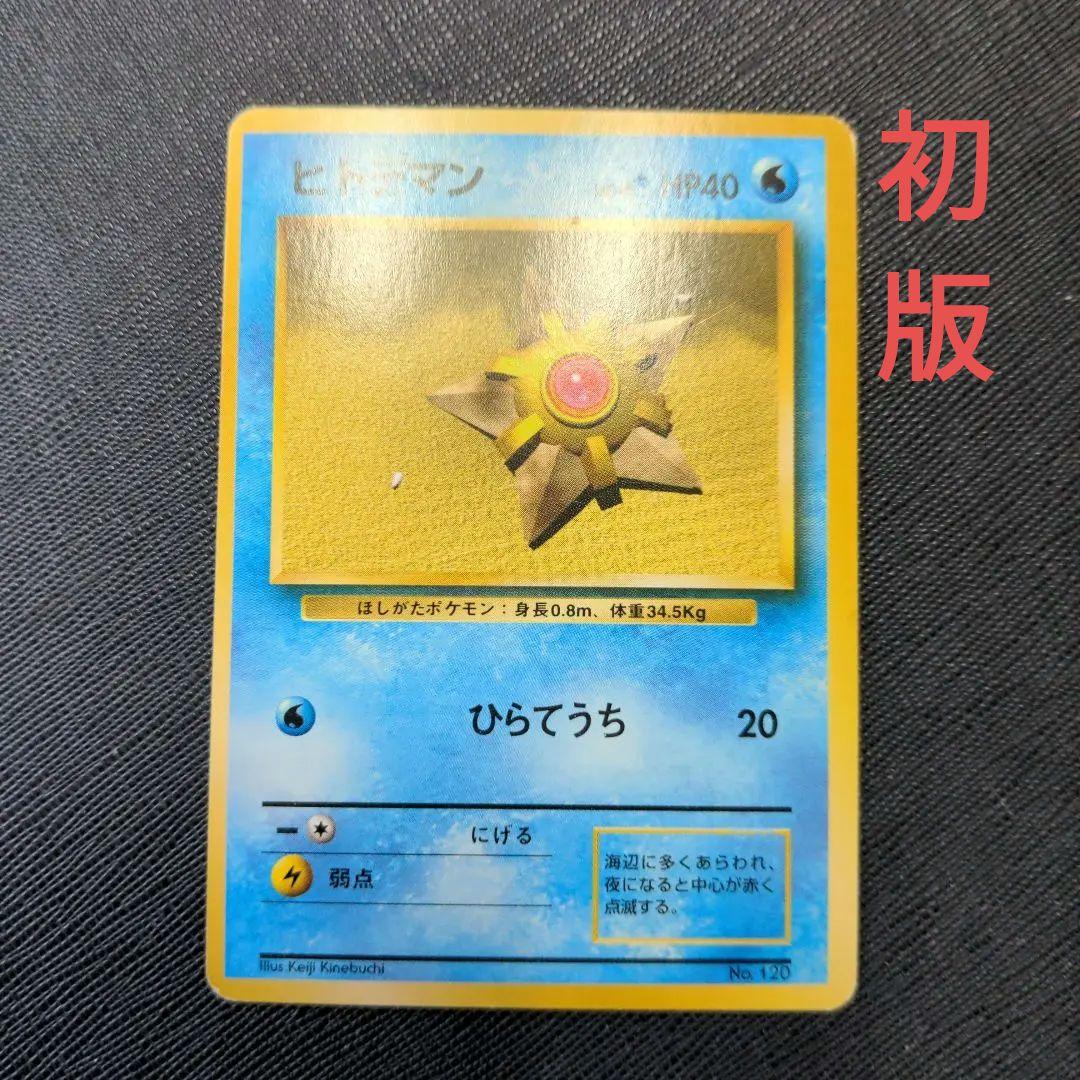 ヒトデマン
HP40
初版
ほしがたポケモン:身長0.8m、体重34.5Kg
ひらてうち 20
にげる
弱点
海辺に多くあらわれ、
夜になると中心が赤く
点滅する。
Illus Keiji Kinebuchi
No. 120